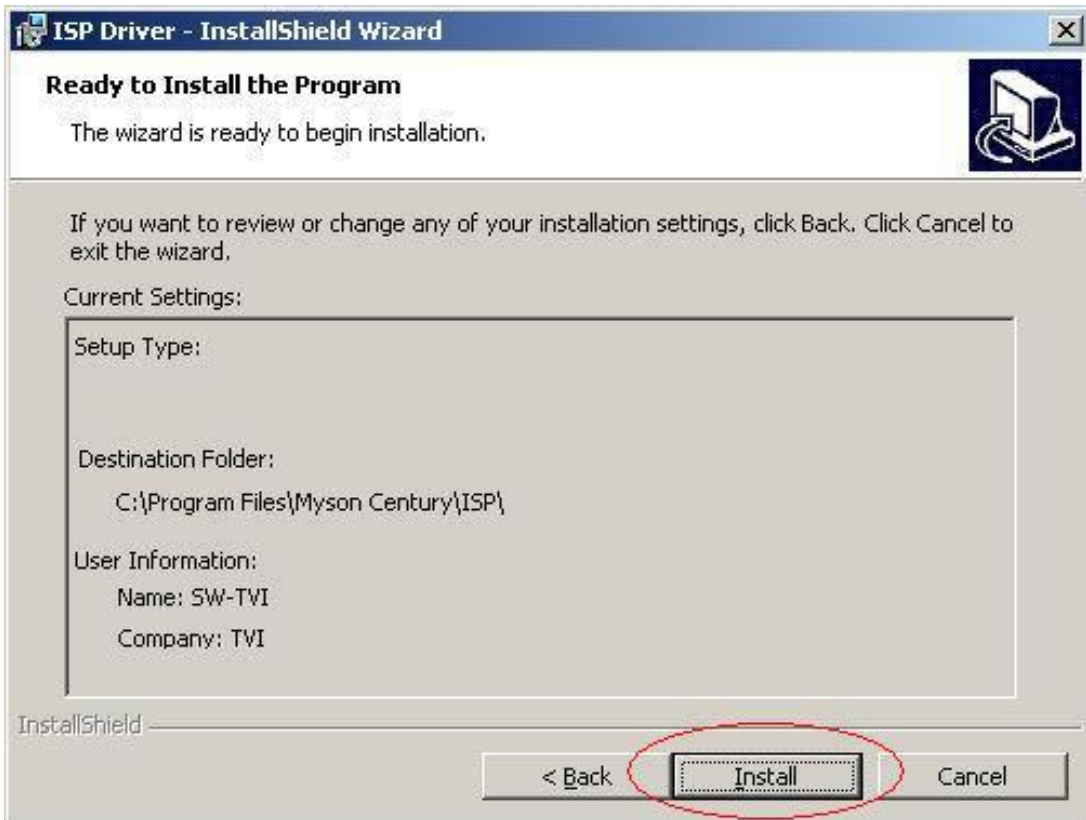 ISP Driver - InstallShield Wizard
Ready to Install the Program
The wizard is ready to begin installation.
If you want to review or change any of your installation settings, click Back. Click Cancel to
exit the wizard.
Current Settings:
Setup Type:
Destination Folder:
C:\Program Files\Myson Century\ISP\
User Information:
Name: SW-TVI
Company: TVI
InstallShield
< Back
Install
Cancel